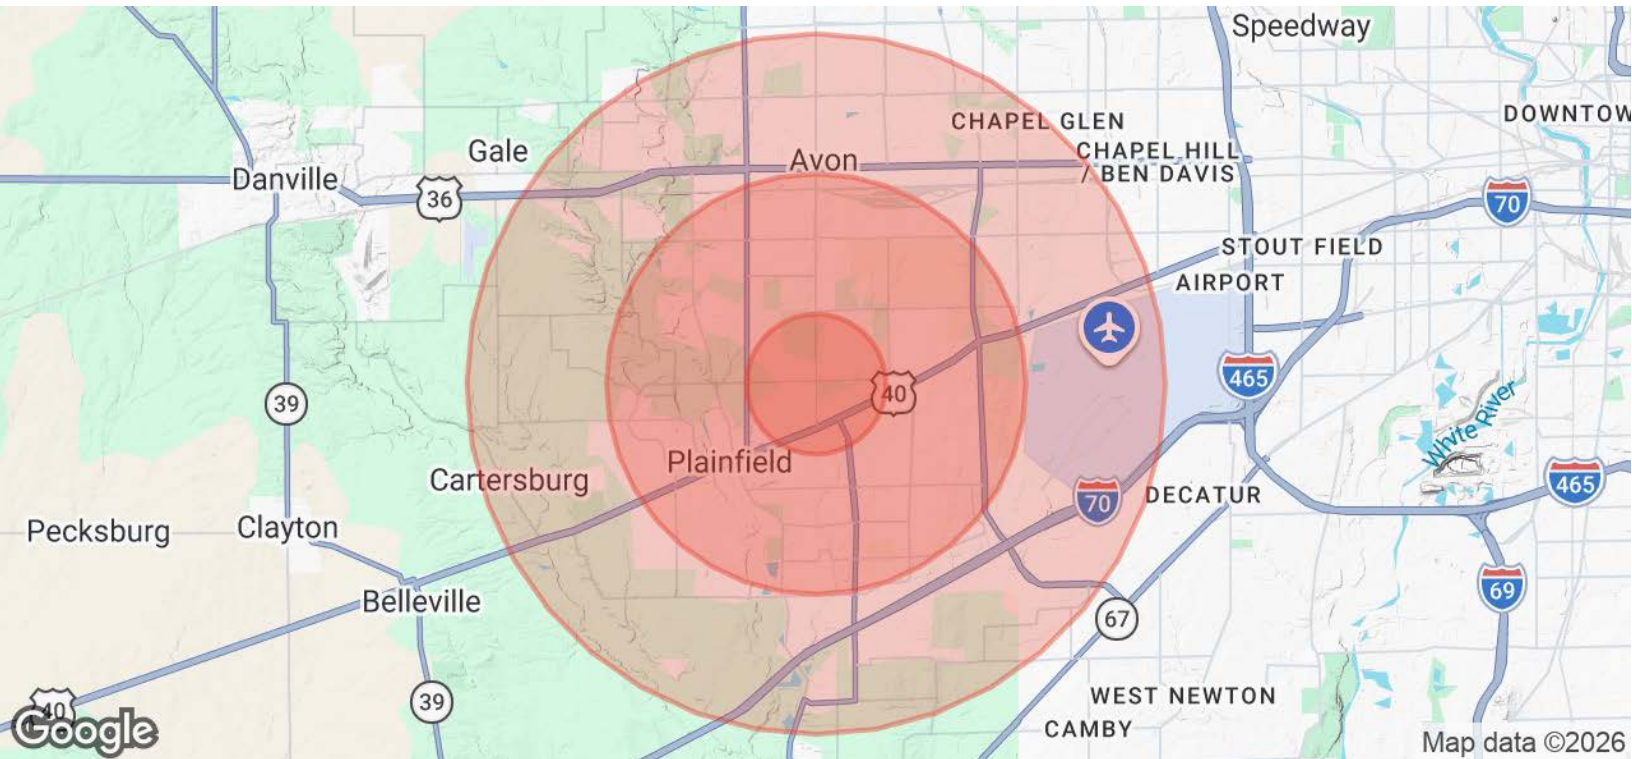 Speedway
DOWNTOW
CHAPEL GLEN
Gale
Avon
CHAPEL HILL
/ BEN DAVIS
Danville
36
70
STOUT FIELD
AIRPORT
465
40
39
White River
Plainfield
Cartersburg
70
DECATUR
465
Pecksburg
Clayton
69
Belleville
67
40
39
WEST NEWTON
CAMBY
Google
Map data ©2026